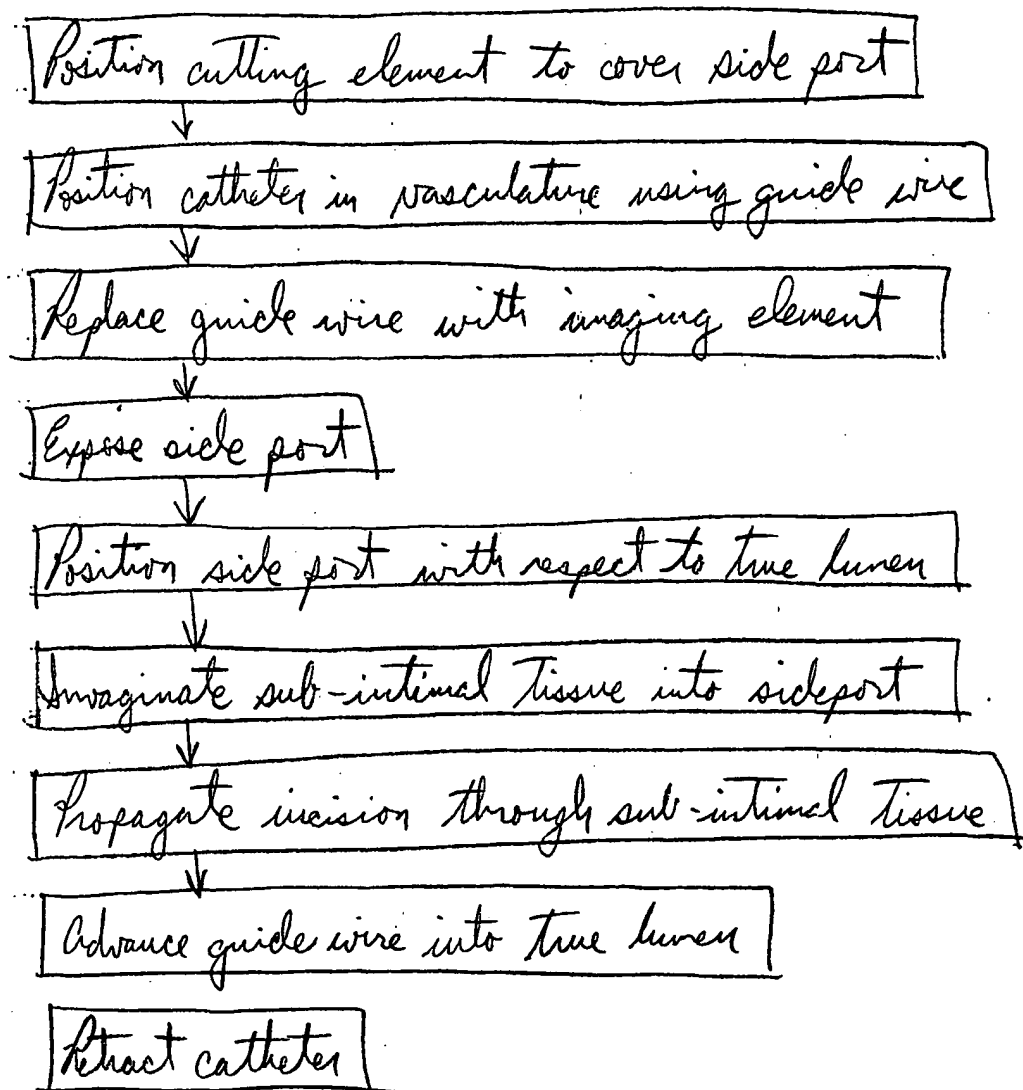 Position cutting element to cover side port
Position catheter in vasculature using guide wire
Replace guide wire with imaging element
Expose side port
Position side port with respect to true lumen
Invaginate sub-intimal tissue into sideport
Propagate incision through sub-intimal tissue
Advance guide wire into true lumen
Retract catheter